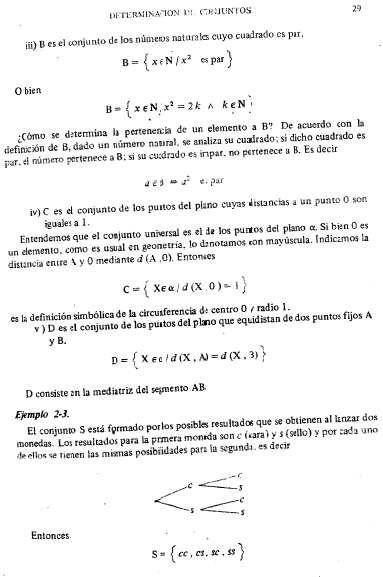 DETERMINACION DE CONJUNTOS 29
iii) B es el conjunto de los números naturales cuyo cuadrado es par.
B = { x ∈ N / x² es par }
O bien
B = { x ∈ N / x² = 2k ∧ k ∈ N }
¿Cómo se determina la pertenencia de un elemento a B? De acuerdo con la
definición de B, dado un número natural, se analiza su cuadrado; si dicho cuadrado es
par, el número pertenece a B; si su cuadrado es impar, no pertenece a B. Es decir
a ∈ B ⇔ a² es par
iv) C es el conjunto de los puntos del plano cuyas distancias a un punto 0 son
iguales a 1.
Entendemos que el conjunto universal es el de los puntos del plano α. Si bien 0 es
un elemento, como es usual en geometría, lo denotamos con mayúscula. Indicamos la
distancia entre A y 0 mediante d (A ,0). Entonces
C = { X∈ α / d (X , 0 ) = 1 }
es la definición simbólica de la circunferencia de centro 0 y radio 1.
v ) D es el conjunto de los puntos del plano que equidistan de dos puntos fijos A
y B.
D = { X ∈ α / d (X , A) = d (X , B) }
D consiste en la mediatriz del segmento AB.
Ejemplo 2-3.
El conjunto S está formado por los posibles resultados que se obtienen al lanzar dos
monedas. Los resultados para la primera moneda son c (cara) y s (sello) y por cada uno
de ellos se tienen las mismas posibilidades para la segunda, es decir
c
c
s
c
s
s
Entonces
S = { cc , cs , sc , ss }